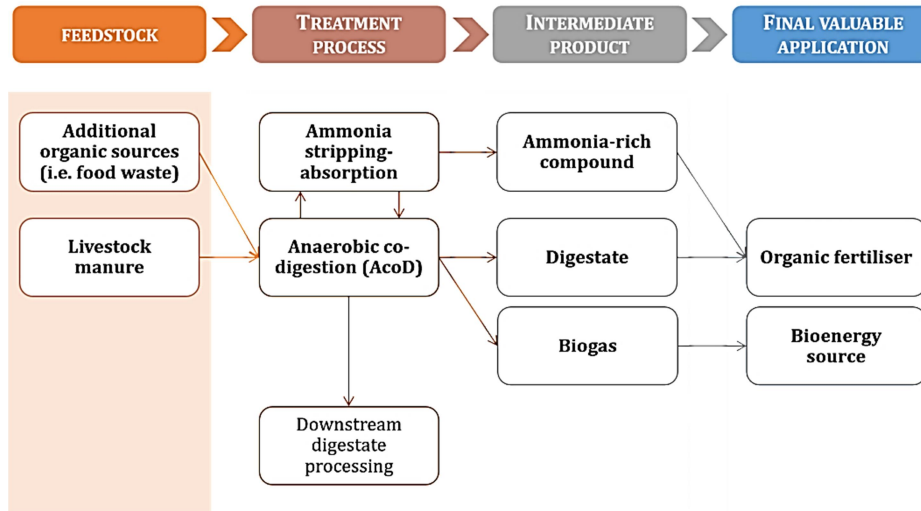 FEEDSTOCK
TREATMENT
PROCESS
INTERMEDIATE
PRODUCT
FINAL VALUABLE
APPLICATION
Additional
organic sources
(i.e. food waste)
Ammonia
stripping-
absorption
Ammonia-rich
compound
Livestock
manure
Anaerobic co-
digestion (AcoD)
Digestate
Organic fertiliser
Biogas
Bioenergy
source
Downstream
digestate
processing